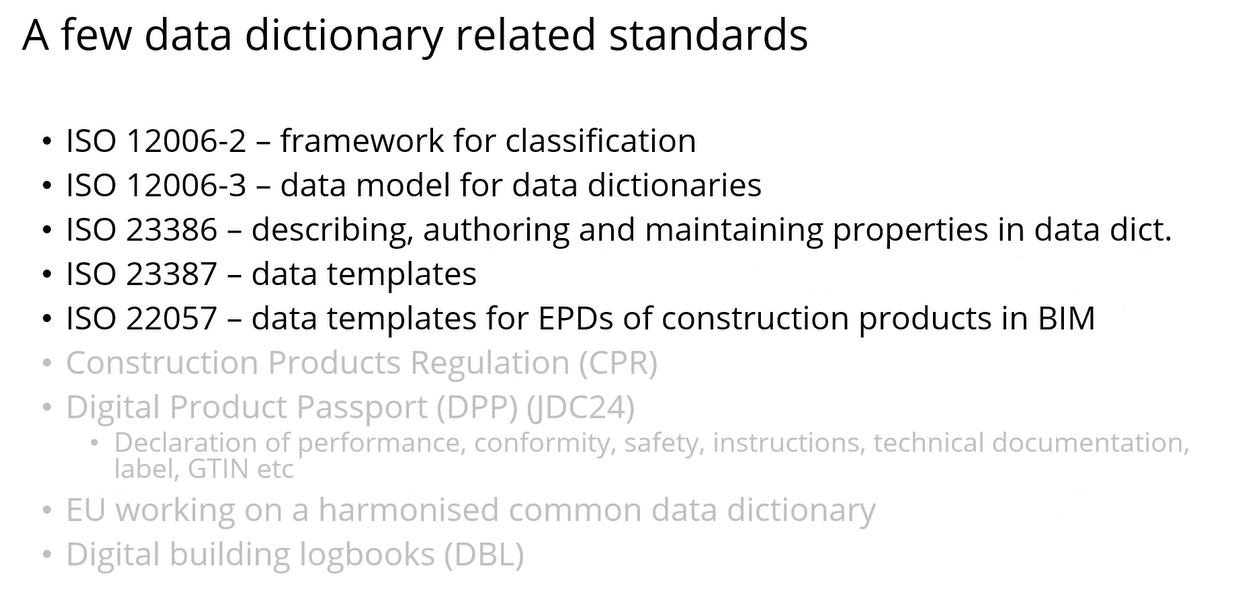 A few data dictionary related standards
• ISO 12006-2 – framework for classification
• ISO 12006-3 – data model for data dictionaries
• ISO 23386 – describing, authoring and maintaining properties in data dict.
• ISO 23387 – data templates
• ISO 22057 – data templates for EPDs of construction products in BIM
• Construction Products Regulation (CPR)
• Digital Product Passport (DPP) (JDC24)
• Declaration of performance, conformity, safety, instructions, technical documentation,
label, GTIN etc
• EU working on a harmonised common data dictionary
• Digital building logbooks (DBL)